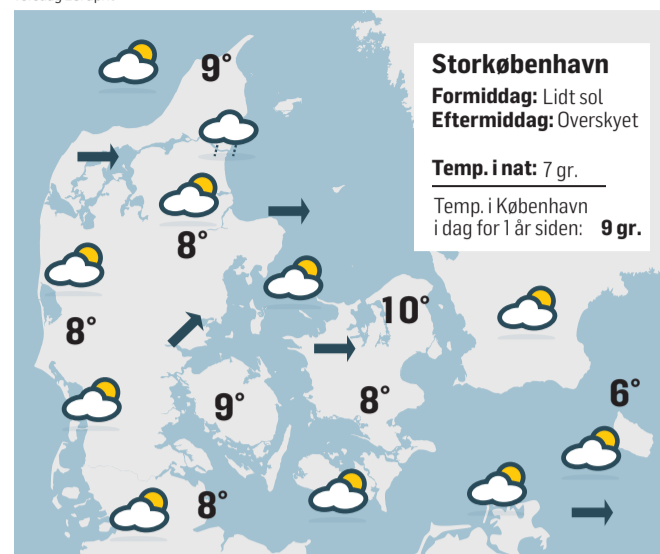 9°
Storkøbenhavn
Formiddag: Lidt sol
Eftermiddag: Overskyet
Temp. i nat: 7 gr.
Temp. i København
i dag for 1 år siden: 9 gr.
8°
10°
8°
6°
9°
8°
8°